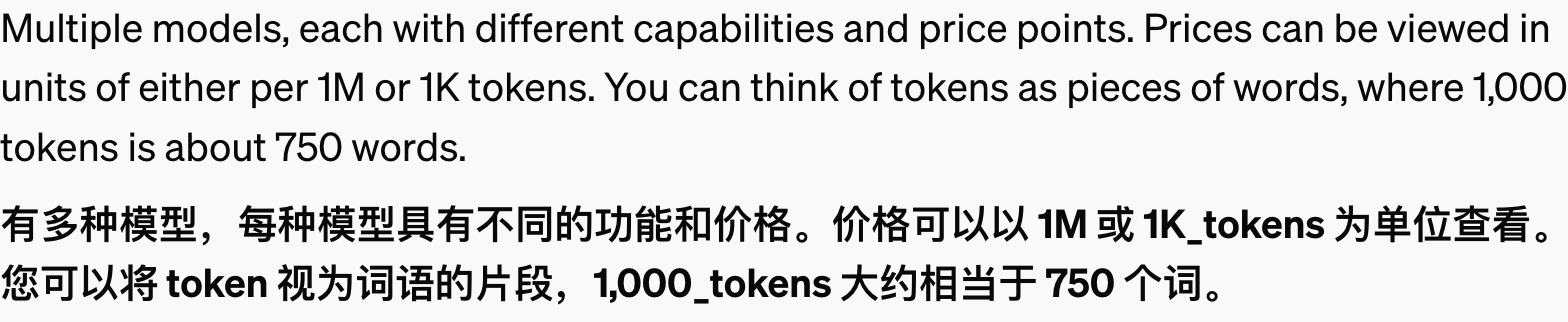 Multiple models, each with different capabilities and price points. Prices can be viewed in
units of either per 1M or 1K tokens. You can think of tokens as pieces of words, where 1,000
tokens is about 750 words.
有多种模型，每种模型具有不同的功能和价格。价格可以以 1M 或 1K_tokens 为单位查看。
您可以将 token 视为词语的片段，1,000_tokens 大约相当于 750 个词。